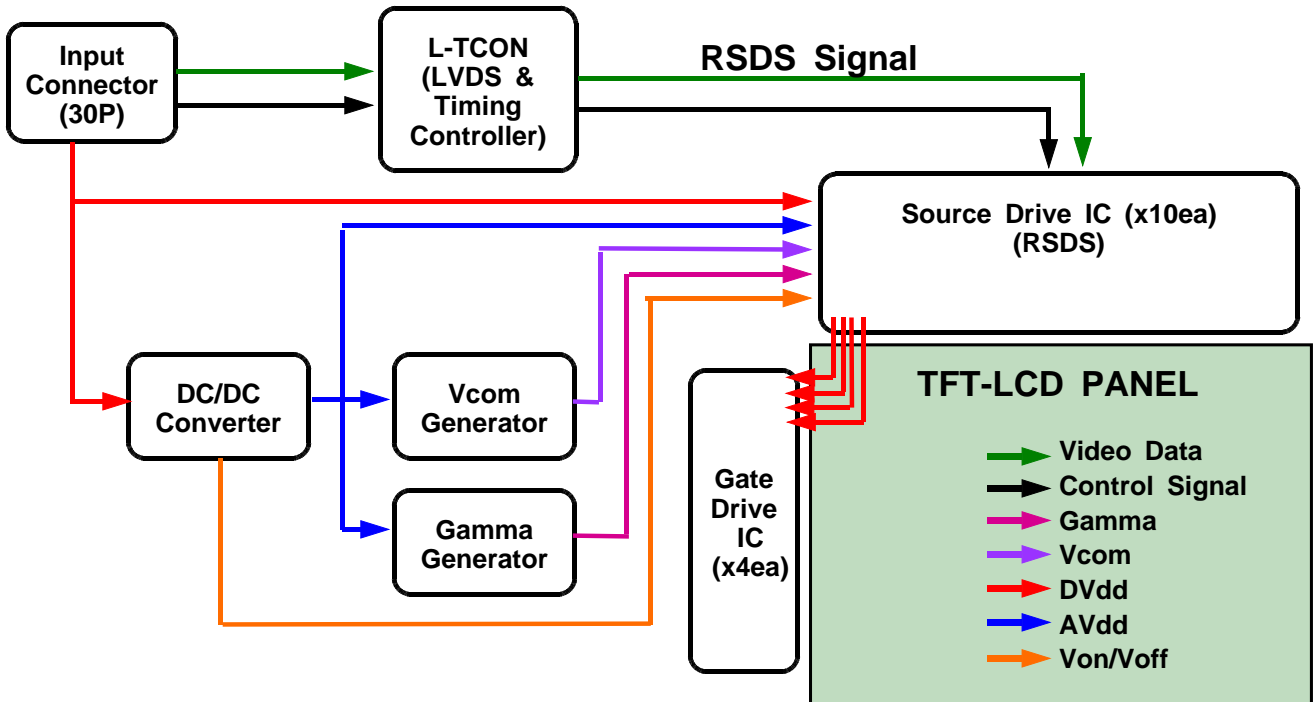 Input
Connector
(30P)
L-TCON
(LVDS &
Timing
Controller)
RSDS Signal
Source Drive IC (x10ea)
(RSDS)
DC/DC
Converter
Vcom
Generator
Gamma
Generator
Gate
Drive
IC
(x4ea)
TFT-LCD PANEL
Video Data
Control Signal
Gamma
Vcom
DVdd
AVdd
Von/Voff